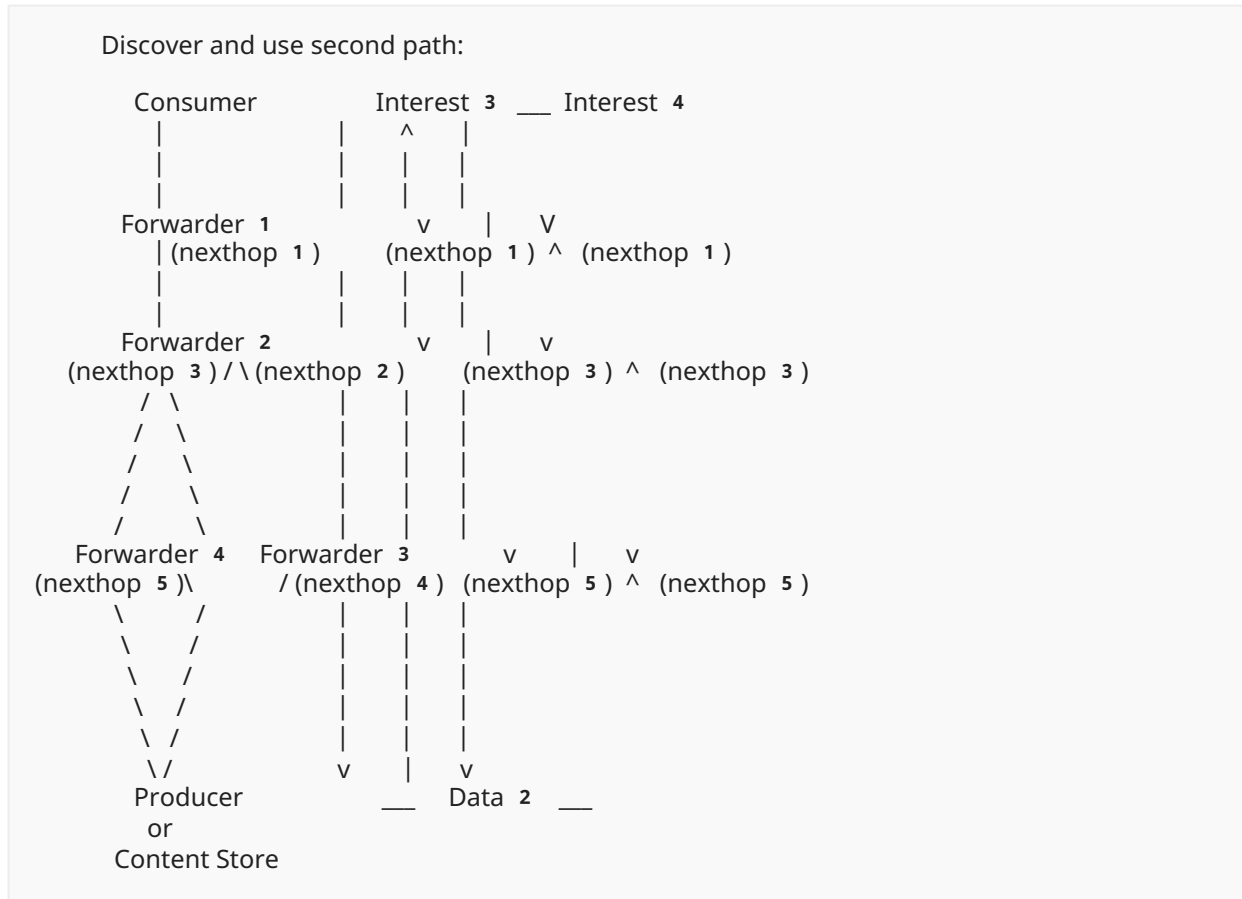 Discover and use second path:
Consumer | Interest 3 ___ Interest 4
| | ^ |
| | | |
| | | |
Forwarder 1 v | V
| (nexthop 1 ) (nexthop 1 ) ^ (nexthop 1 )
| | | |
| | | |
Forwarder 2 v | v
(nexthop 3 ) / \ (nexthop 2 ) (nexthop 3 ) ^ (nexthop 3 )
/ \ | | |
/ \ | | |
/ \ | | |
/ \ | | |
/ \ | | |
Forwarder 4 Forwarder 3 v | v
(nexthop 5 )\ / (nexthop 4 ) (nexthop 5 ) ^ (nexthop 5 )
\ / | | |
\ / | | |
\ / | | |
\ / | | |
\ / | | |
\ / v | v
Producer ___ Data 2 ___
or
Content Store